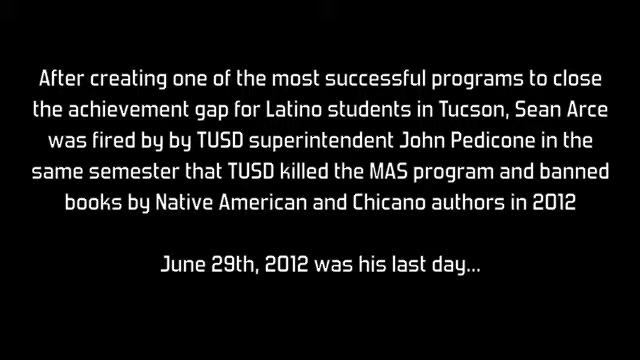 After creating one of the most successful programs to close
the achievement gap for Latino students in Tucson, Sean Arce
was fired by by TUSD superintendent John Pedicone in the
same semester that TUSD killed the MAS program and banned
books by Native American and Chicano authors in 2012
June 29th, 2012 was his last day...